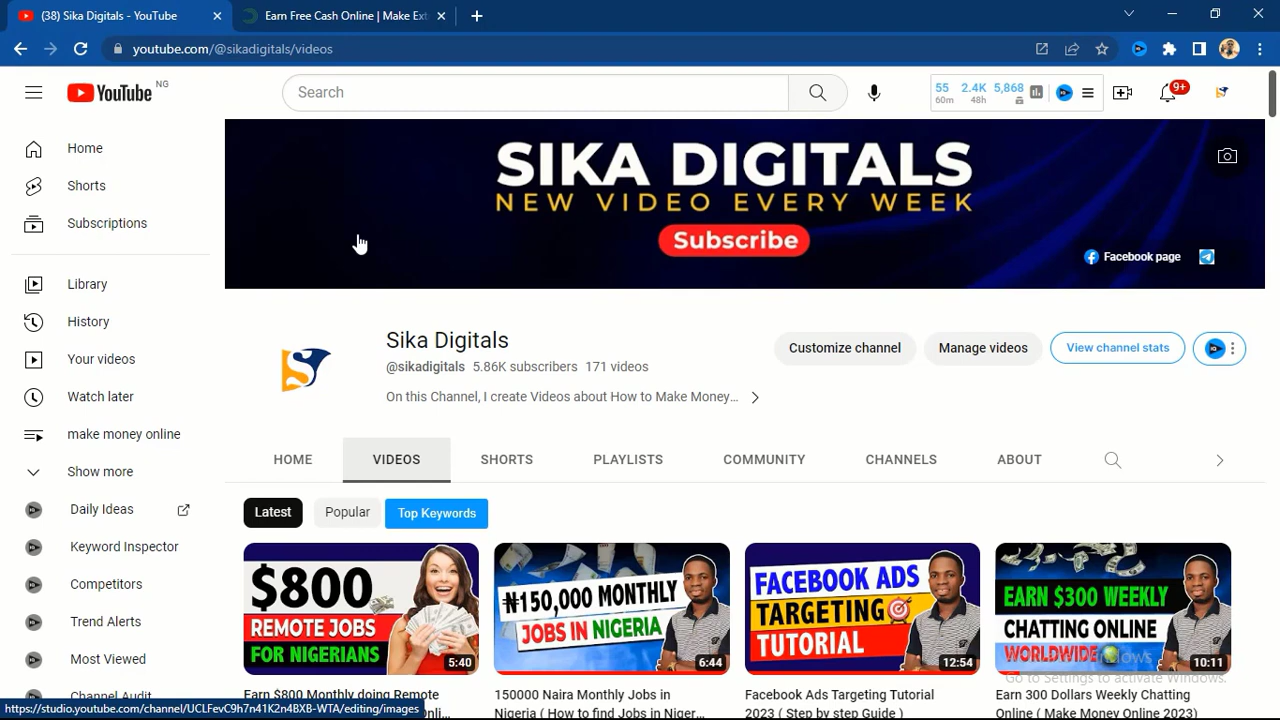 (38) Sika Digitals - YouTube
Earn Free Cash Online | Make Ext
youtube.com/@sikadigitals/videos
YouTube NG
Search
55 2.4K 5,868
60m 48h
9+
Home
Shorts
Subscriptions
Library
History
Your videos
Watch later
make money online
Show more
Daily Ideas
Keyword Inspector
Competitors
Trend Alerts
Most Viewed
Channel Audit
SIKA DIGITALS
NEW VIDEO EVERY WEEK
Subscribe
Facebook page
Sika Digitals
@sikadigitals 5.86K subscribers 171 videos
On this Channel, I create Videos about How to Make Money...
Customize channel
Manage videos
View channel stats
HOME VIDEOS SHORTS PLAYLISTS COMMUNITY CHANNELS ABOUT
Latest Popular Top Keywords
$800
REMOTE JOBS
FOR NIGERIANS
5:40
Earn $800 Monthly doing Remote
₦150,000 MONTHLY
JOBS IN NIGERIA
6:44
150000 Naira Monthly Jobs in
Nigeria ( How to find Jobs in Niger...
FACEBOOK ADS
TARGETING
TUTORIAL
12:54
Facebook Ads Targeting Tutorial
2023 ( Step by step Guide )
EARN $300 WEEKLY
CHATTING ONLINE
WORLDWIDE
10:11
Earn 300 Dollars Weekly Chatting
Online ( Make Money Online 2023)
Go to Settings to activate Windows.
https://studio.youtube.com/channel/UCLFevC9h7n41K2n4BXB-WTA/editing/images